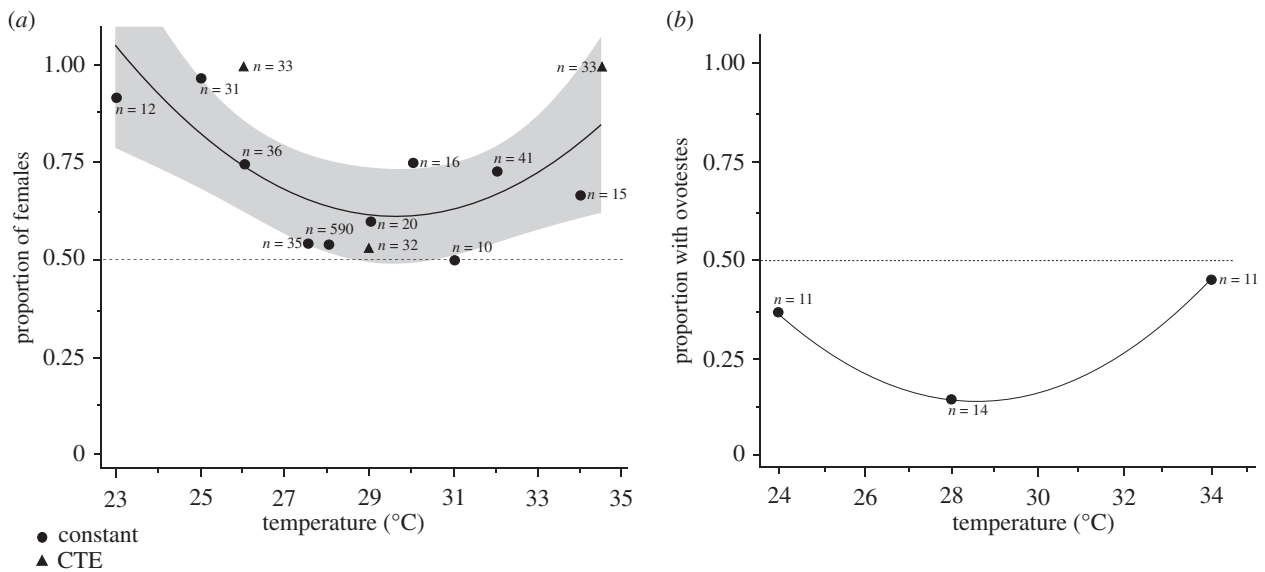 (a)
1.00
0.75
0.50
0.25
0
proportion of females
n = 12
n = 31
n = 33
n = 36
n = 35
n = 590
n = 20
n = 32
n = 16
n = 10
n = 41
n = 33
n = 15
23 25 27 29 31 33 35
temperature (°C)
constant
CTE
(b)
1.00
0.75
0.50
0.25
0
proportion with ovotestes
n = 11
n = 14
n = 11
24 26 28 30 32 34
temperature (°C)